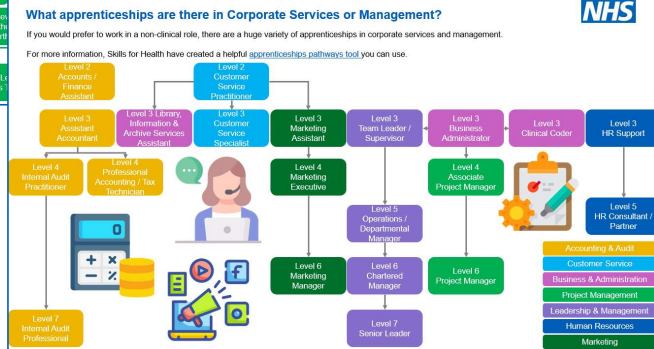 What apprenticeships are there in Corporate Services or Management?
NHS
If you would prefer to work in a non-clinical role, there are a huge variety of apprenticeships in corporate services and management.
For more information, Skills for Health have created a helpful apprenticeships pathways tool you can use.
Level 2
Accounts /
Finance
Assistant
Level 2
Customer
Service
Practitioner
Level 3
Assistant
Accountant
Level 3 Library,
Information &
Archive Services
Assistant
Level 3
Customer
Service
Specialist
Level 3
Marketing
Assistant
Level 3
Team Leader /
Supervisor
Level 3
Business
Administrator
Level 3
Clinical Coder
Level 3
HR Support
Level 4
Internal Audit
Practitioner
Level 4
Professional
Accounting / Tax
Technician
Level 4
Marketing
Executive
Level 4
Associate
Project Manager
Level 5
Operations /
Departmental
Manager
Level 5
HR Consultant /
Partner
Level 6
Marketing
Manager
Level 6
Chartered
Manager
Level 6
Project Manager
Level 7
Internal Audit
Professional
Level 7
Senior Leader
Accounting & Audit
Customer Service
Business & Administration
Project Management
Leadership & Management
Human Resources
Marketing